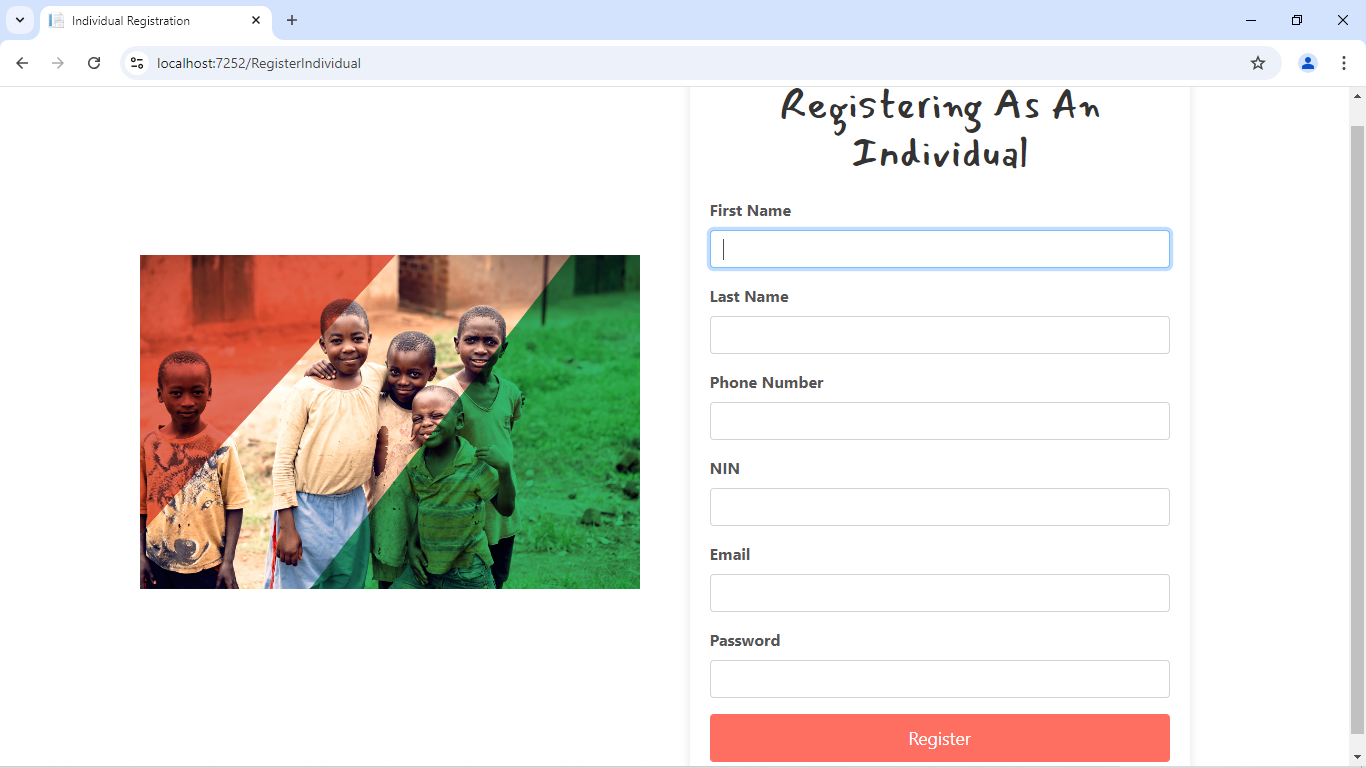 Individual Registration
localhost:7252/RegisterIndividual
Registering As An
Individual
First Name
Last Name
Phone Number
NIN
Email
Password
Register